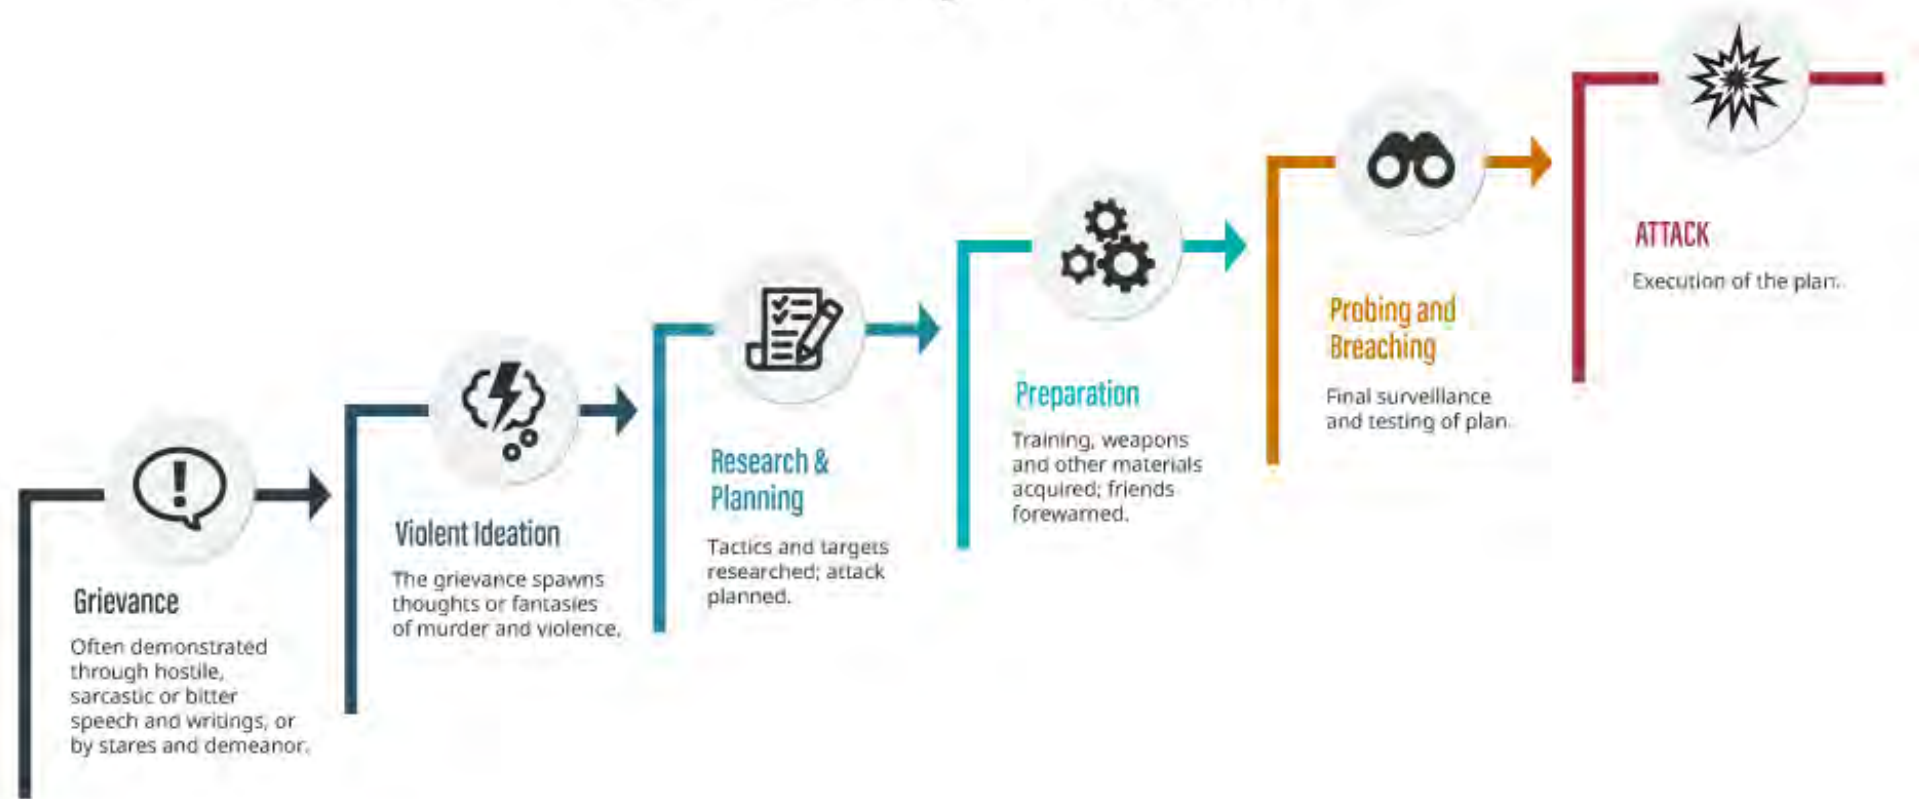 Grievance
Often demonstrated
through hostile,
sarcastic or bitter
speech and writings, or
by stares and demeanor.
Violent Ideation
The grievance spawns
thoughts or fantasies
of murder and violence.
Research &
Planning
Tactics and targets
researched; attack
planned.
Preparation
Training, weapons
and other materials
acquired; friends
forewarned.
Probing and
Breaching
Final surveillance
and testing of plan.
ATTACK
Execution of the plan.